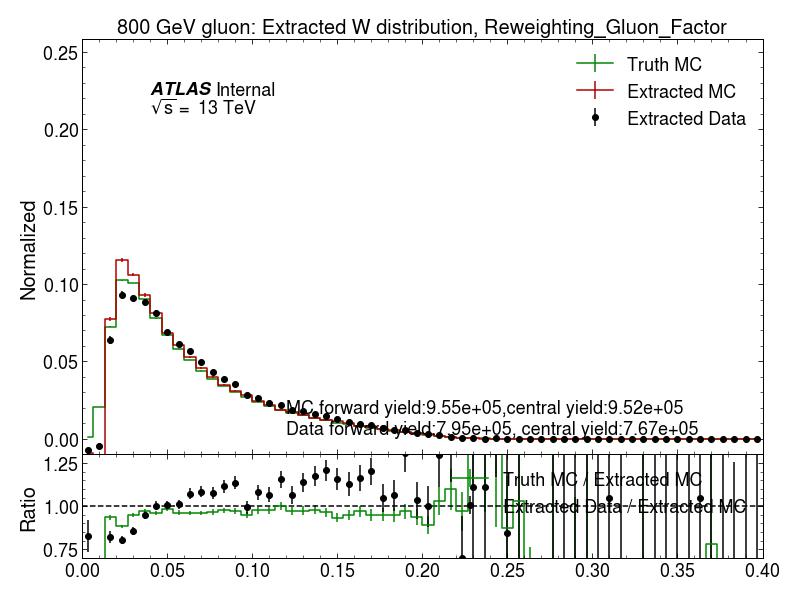 800 GeV gluon: Extracted W distribution, Reweighting_Gluon_Factor
0.25
0.20
0.15
0.10
0.05
0.00
Normalized
ATLAS Internal
√s = 13 TeV
Truth MC
Extracted MC
Extracted Data
MC forward yield:9.55e+05,central yield:9.52e+05
Data forward yield:7.95e+05, central yield:7.67e+05
1.25
1.00
0.75
Ratio
Truth MC / Extracted MC
Extracted Data / Extracted MC
0.00 0.05 0.10 0.15 0.20 0.25 0.30 0.35 0.40